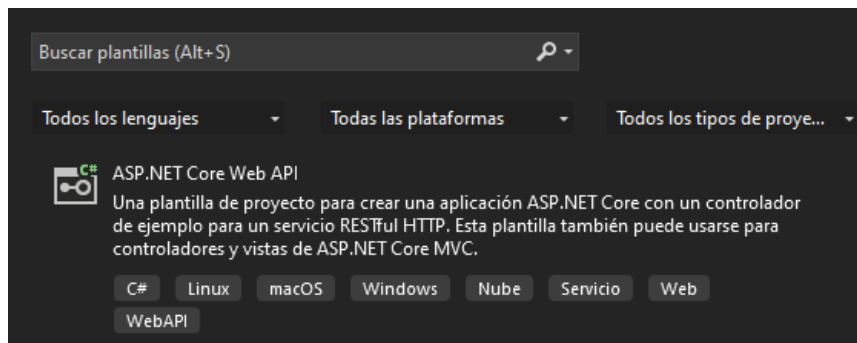 Buscar plantillas (Alt+S)
Todos los lenguajes Todas las plataformas Todos los tipos de proye...
C#
ASP.NET Core Web API
Una plantilla de proyecto para crear una aplicación ASP.NET Core con un controlador
de ejemplo para un servicio RESTful HTTP. Esta plantilla también puede usarse para
controladores y vistas de ASP.NET Core MVC.
C# Linux macOS Windows Nube Servicio Web
WebAPI